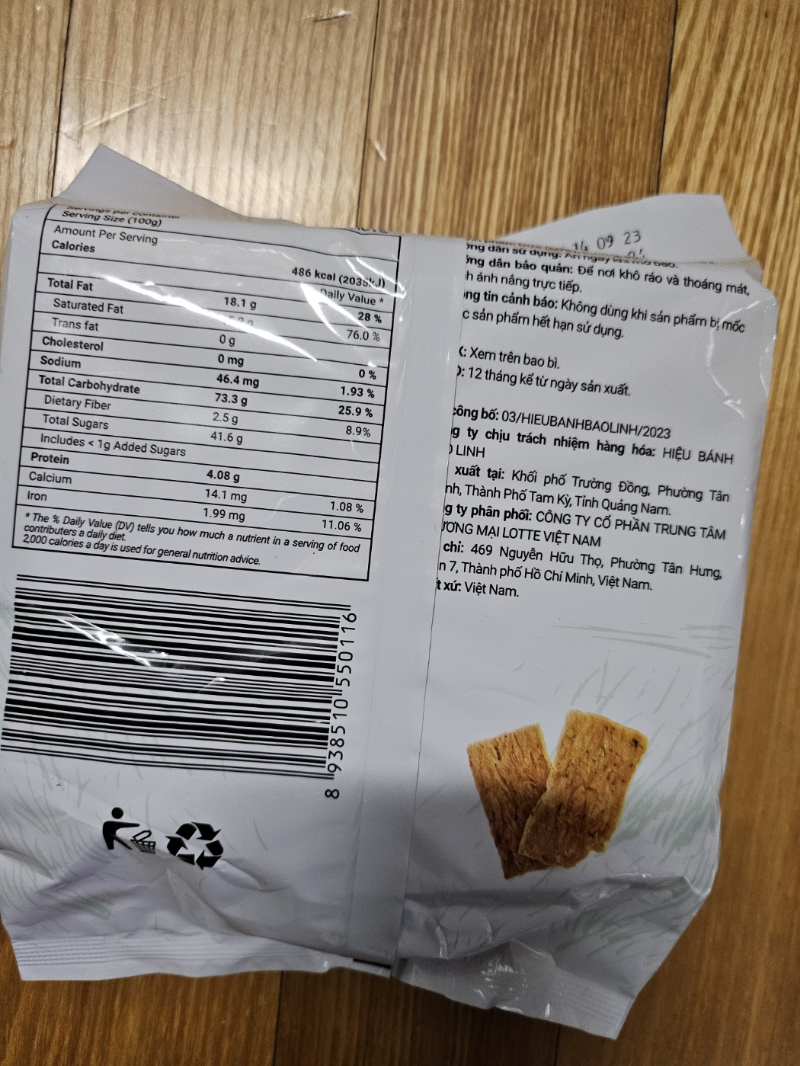 Servings per container
Serving Size (100g)
Amount Per Serving
Calories
486 kcal (2035kJ)
Daily Value *
Total Fat 18.1 g 28 %
Saturated Fat 76.0 %
Trans fat 0 g
Cholesterol 0 mg 0 %
Sodium 46.4 mg 1.93 %
Total Carbohydrate 73.3 g 25.9 %
Dietary Fiber 2.5 g 8.9%
Total Sugars 41.6 g
Includes < 1g Added Sugars
Protein 4.08 g
Calcium 14.1 mg 1.08 %
Iron 1.99 mg 11.06 %
* The % Daily Value (DV) tells you how much a nutrient in a serving of food
contributers a daily diet.
2,000 calories a day is used for general nutrition advice.
8 938510 550116
09 23
dẫn sử dụng: Ăn ngay
dẫn bảo quản: Để nơi khô ráo và thoáng mát,
ánh nắng trực tiếp.
tin cảnh báo: Không dùng khi sản phẩm bị mốc
sản phẩm hết hạn sử dụng.
: Xem trên bao bì.
: 12 tháng kể từ ngày sản xuất.
công bố: 03/HIEUBANHBAOLINH/2023
ty chịu trách nhiệm hàng hóa: HIỆU BÁNH
LINH
xuất tại: Khối phố Trường Đồng, Phường Tân
nh, Thành Phố Tam Kỳ, Tỉnh Quảng Nam.
g ty phân phối: CÔNG TY CỔ PHẦN TRUNG TÂM
ƯƠNG MẠI LOTTE VIỆT NAM
chỉ: 469 Nguyễn Hữu Thọ, Phường Tân Hưng,
n 7, Thành phố Hồ Chí Minh, Việt Nam.
t xứ: Việt Nam.